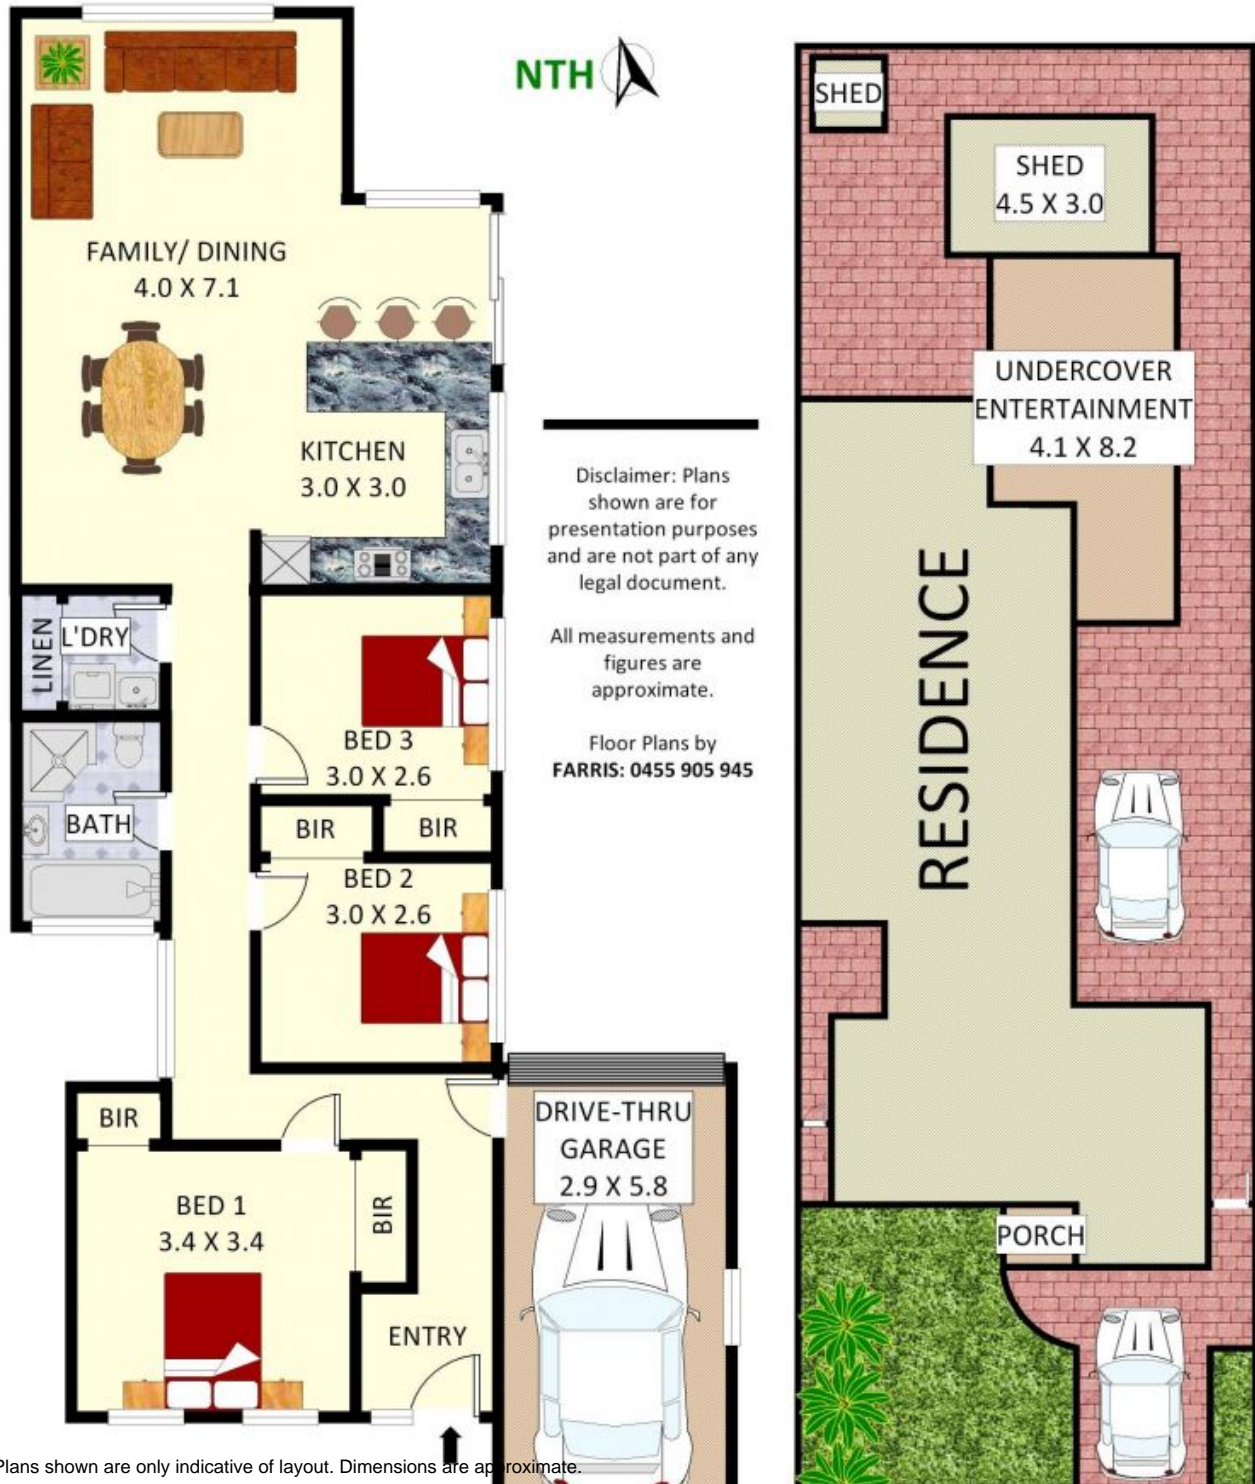 NTH
FAMILY/ DINING
4.0 X 7.1
KITCHEN
3.0 X 3.0
LINEN
L'DRY
BATH
BED 3
3.0 X 2.6
BIR
BIR
BED 2
3.0 X 2.6
BIR
BED 1
3.4 X 3.4
BIR
ENTRY
DRIVE-THRU
GARAGE
2.9 X 5.8
Disclaimer: Plans
shown are for
presentation purposes
and are not part of any
legal document.
All measurements and
figures are
approximate.
Floor Plans by
FARRIS: 0455 905 945
SHED
SHED
4.5 X 3.0
UNDERCOVER
ENTERTAINMENT
4.1 X 8.2
RESIDENCE
PORCH
Plans shown are only indicative of layout. Dimensions are approximate.